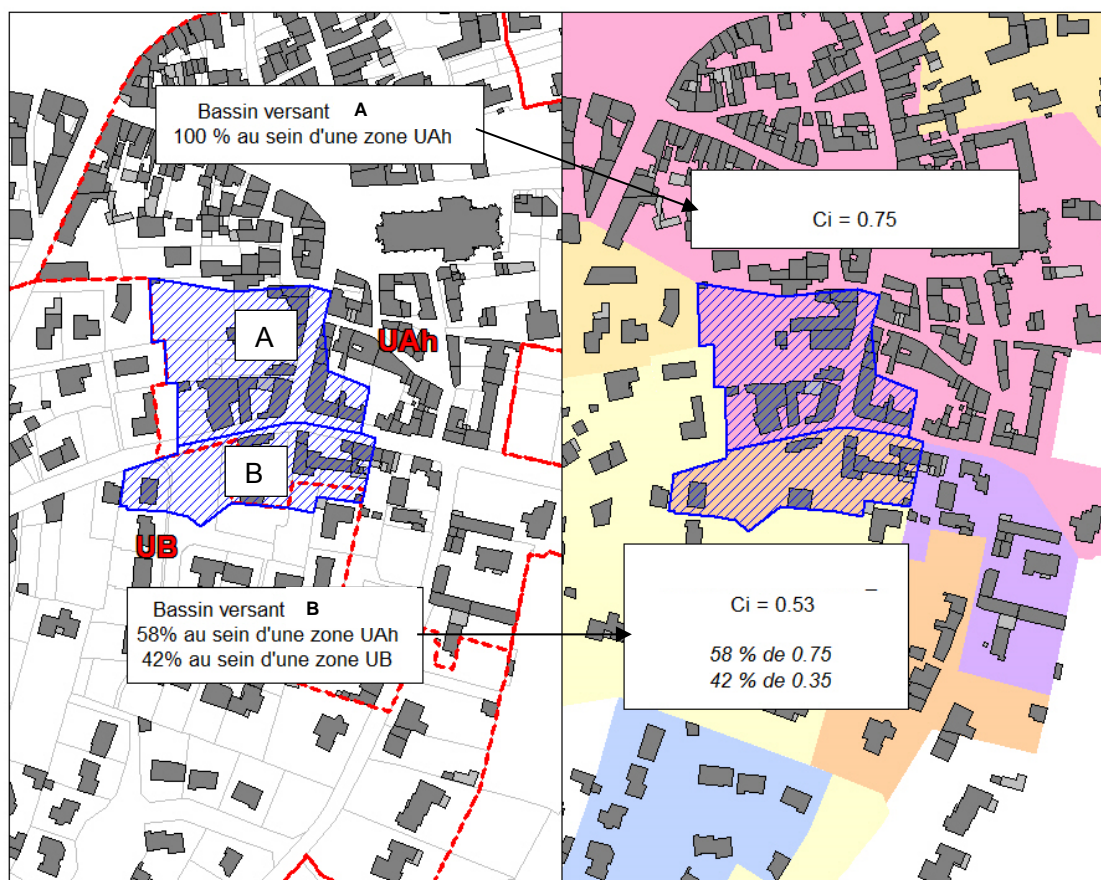 Bassin versant A
100 % au sein d'une zone UAh
Ci = 0.75
A
UAh
B
UB
Bassin versant B
58% au sein d'une zone UAh
42% au sein d'une zone UB
Ci = 0.53
58 % de 0.75
42 % de 0.35